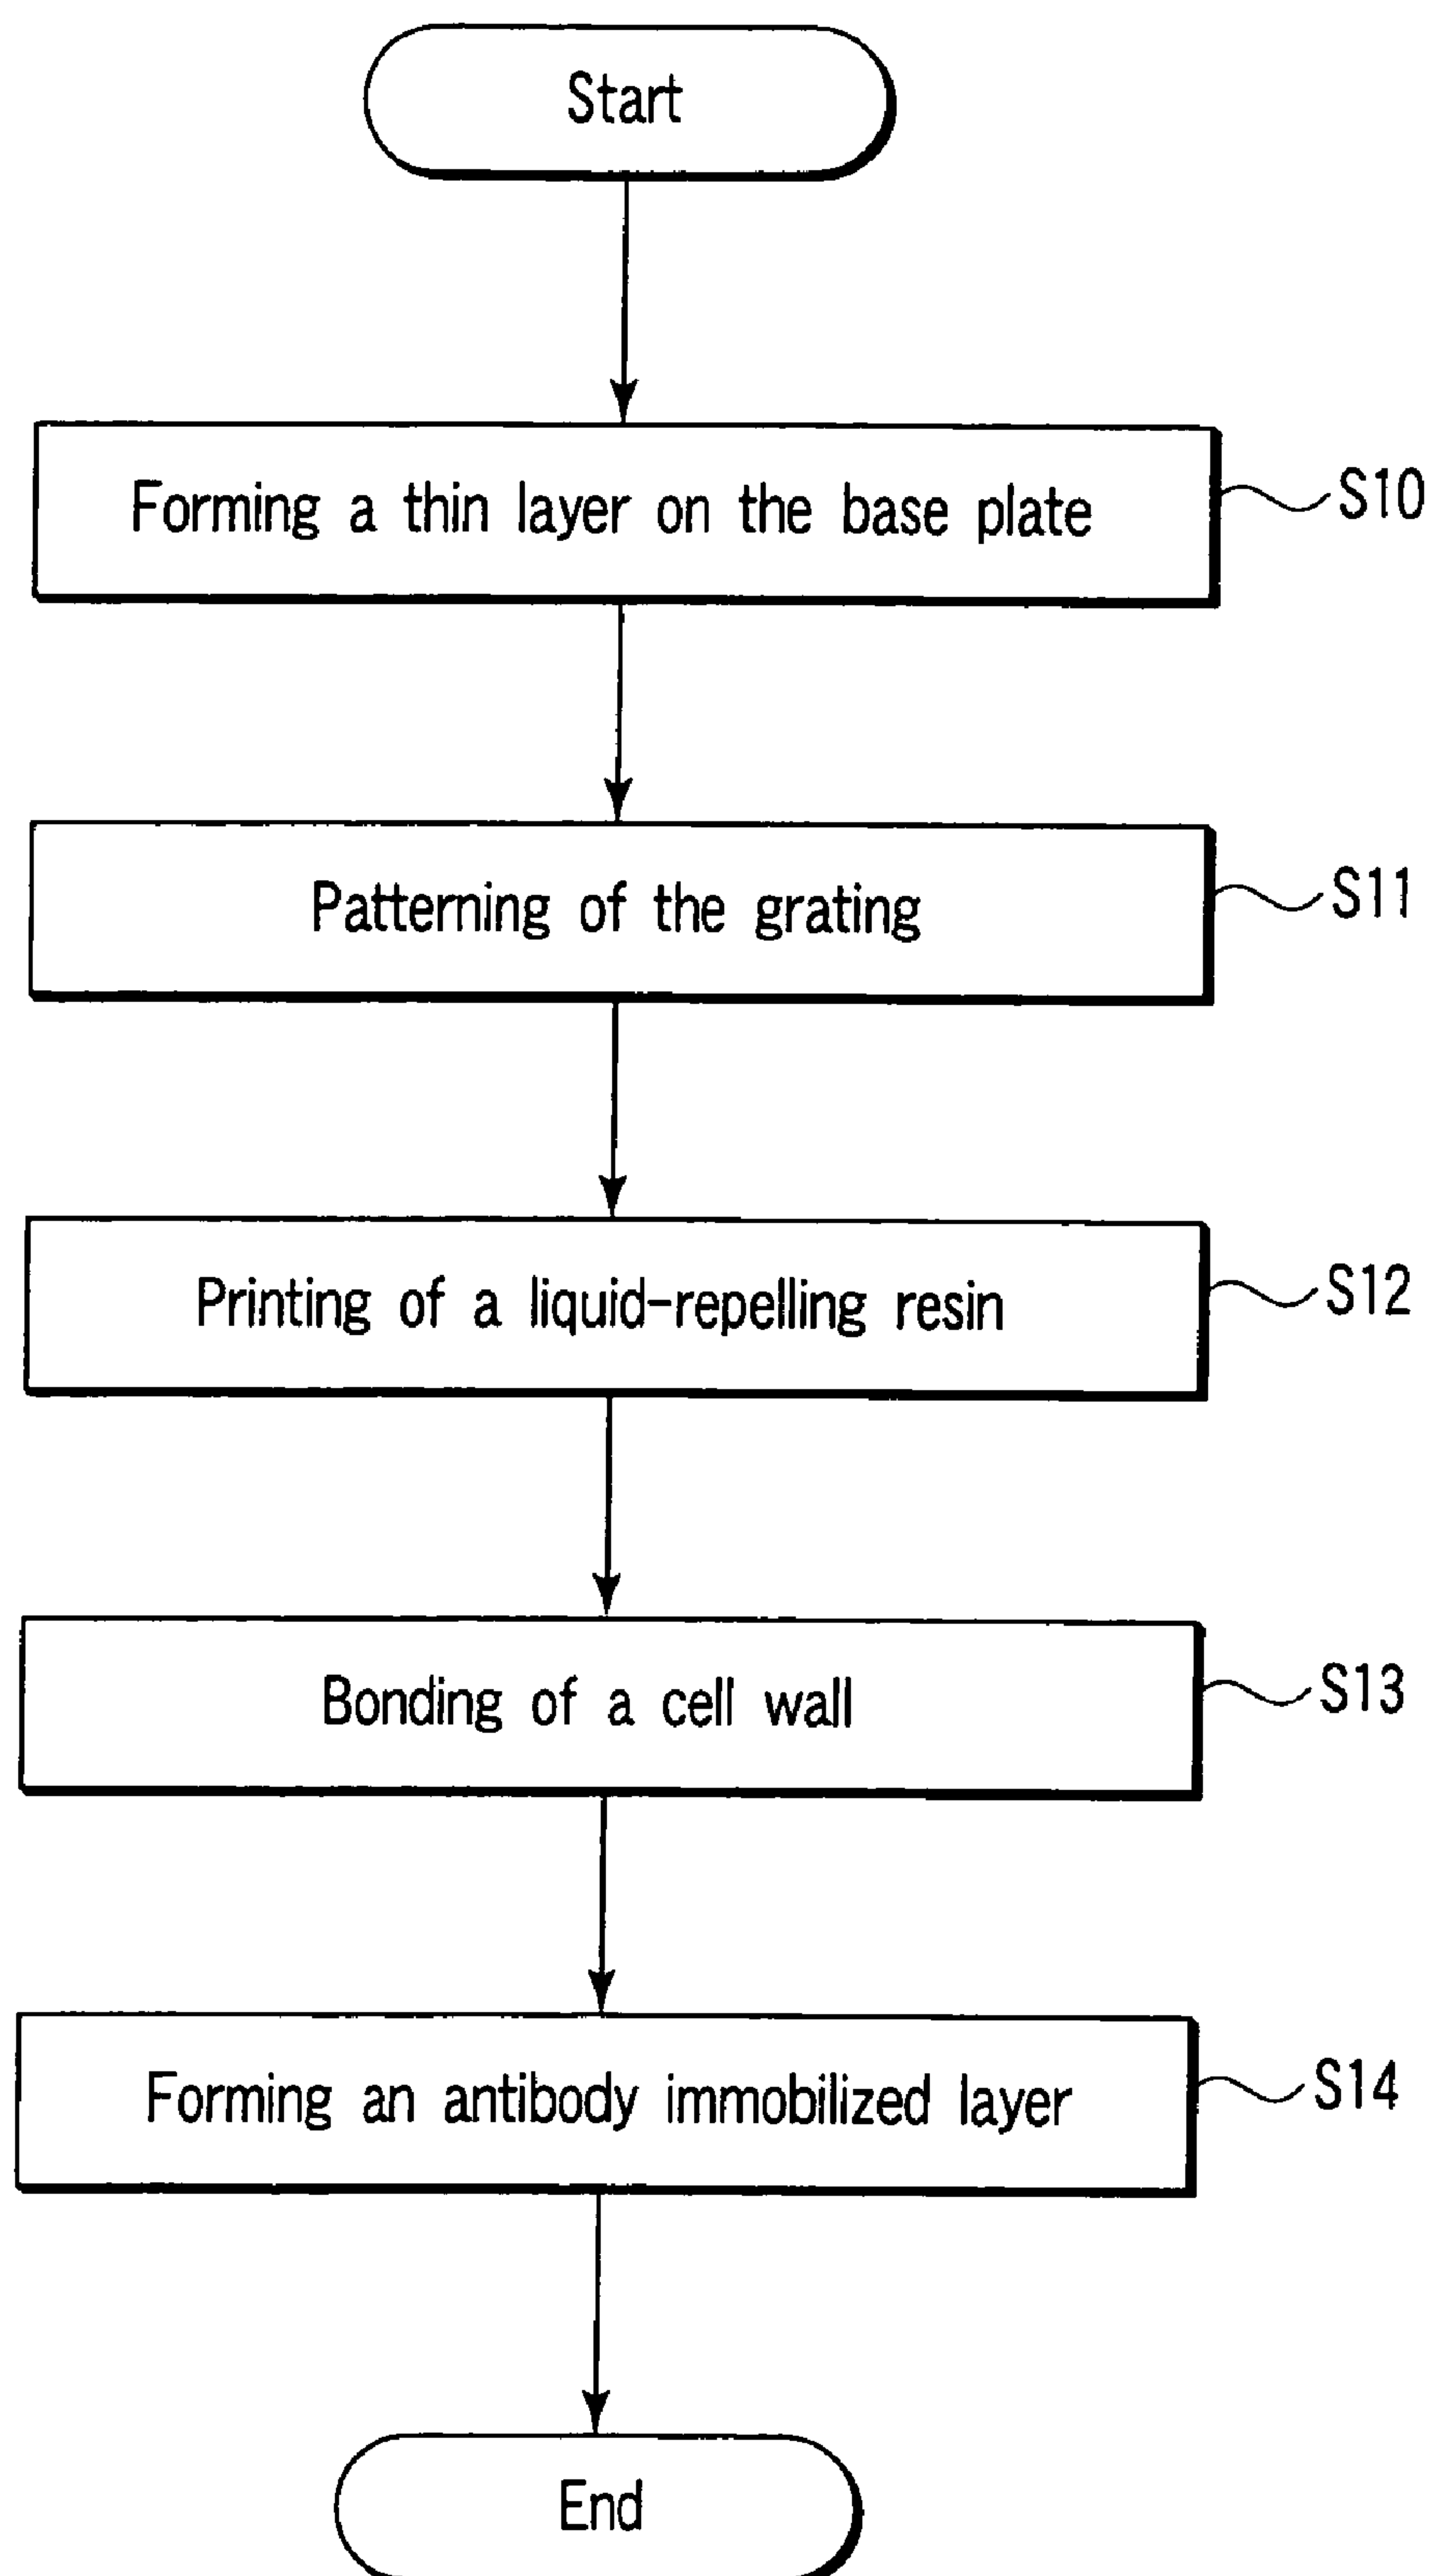 Start
Forming a thin layer on the base plate
S10
Patterning of the grating
S11
Printing of a liquid-repelling resin
S12
Bonding of a cell wall
S13
Forming an antibody immobilized layer
S14
End